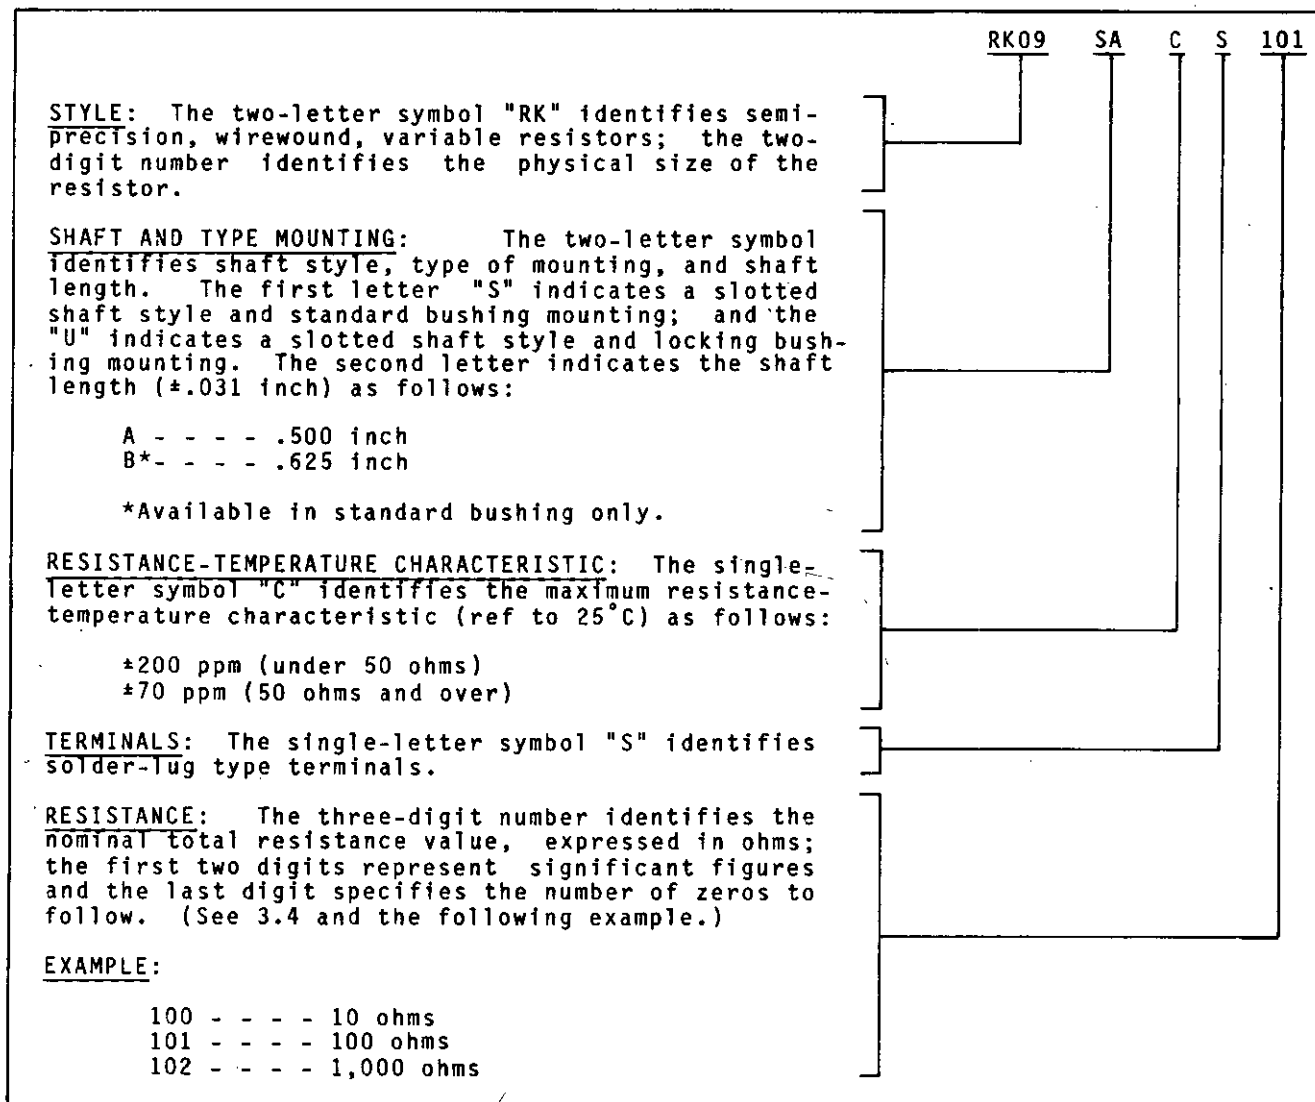 RK09 SA C S 101
STYLE: The two-letter symbol "RK" identifies semi-
precision, wirewound, variable resistors; the two-
digit number identifies the physical size of the
resistor.
SHAFT AND TYPE MOUNTING: The two-letter symbol
identifies shaft style, type of mounting, and shaft
length. The first letter "S" indicates a slotted
shaft style and standard bushing mounting; and the
"U" indicates a slotted shaft style and locking bush-
ing mounting. The second letter indicates the shaft
length (±.031 inch) as follows:
A - - - - .500 inch
B*- - - - .625 inch
*Available in standard bushing only.
RESISTANCE-TEMPERATURE CHARACTERISTIC: The single-
letter symbol "C" identifies the maximum resistance-
temperature characteristic (ref to 25°C) as follows:
±200 ppm (under 50 ohms)
±70 ppm (50 ohms and over)
TERMINALS: The single-letter symbol "S" identifies
solder-lug type terminals.
RESISTANCE: The three-digit number identifies the
nominal total resistance value, expressed in ohms;
the first two digits represent significant figures
and the last digit specifies the number of zeros to
follow. (See 3.4 and the following example.)
EXAMPLE:
100 - - - - 10 ohms
101 - - - - 100 ohms
102 - - - - 1,000 ohms